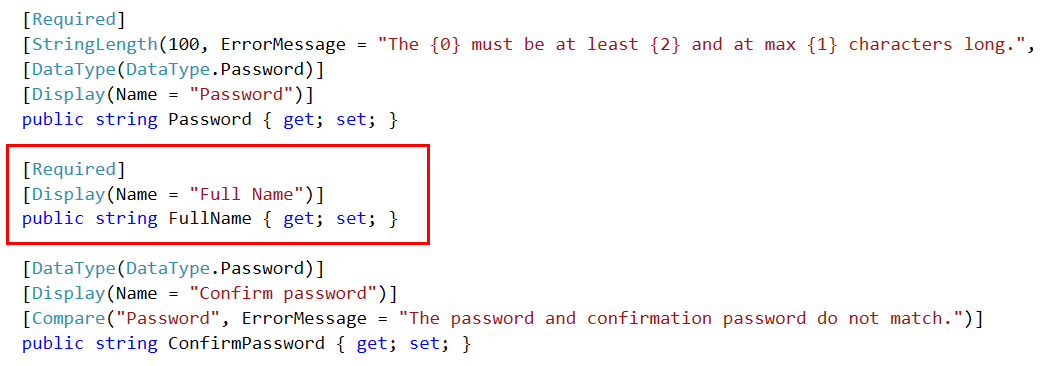 [Required]
[StringLength(100, ErrorMessage = "The {0} must be at least {2} and at max {1} characters long.",
[DataType(DataType.Password)]
[Display(Name = "Password")]
public string Password { get; set; }
[Required]
[Display(Name = "Full Name")]
public string FullName { get; set; }
[DataType(DataType.Password)]
[Display(Name = "Confirm password")]
[Compare("Password", ErrorMessage = "The password and confirmation password do not match.")]
public string ConfirmPassword { get; set; }